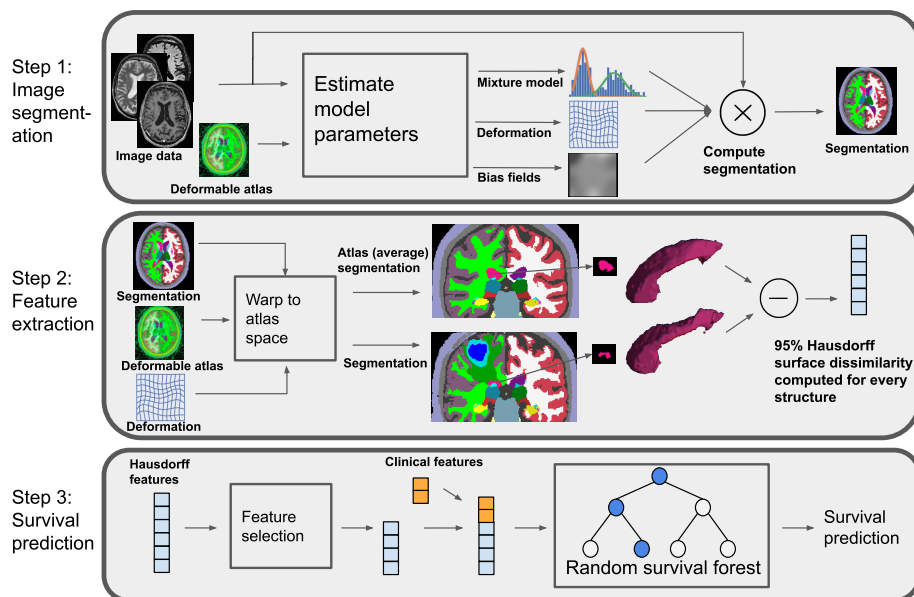 Step 1:
Image
segment-
ation
Image data
Deformable atlas
Estimate
model
parameters
Mixture model
Deformation
Bias fields
Compute
segmentation
Segmentation
Step 2:
Feature
extraction
Segmentation
Deformable atlas
Deformation
Warp to
atlas
space
Atlas (average)
segmentation
Segmentation
95% Hausdorff
surface dissimilarity
computed for every
structure
Step 3:
Survival
prediction
Hausdorff
features
Feature
selection
Clinical features
Random survival forest
Survival
prediction